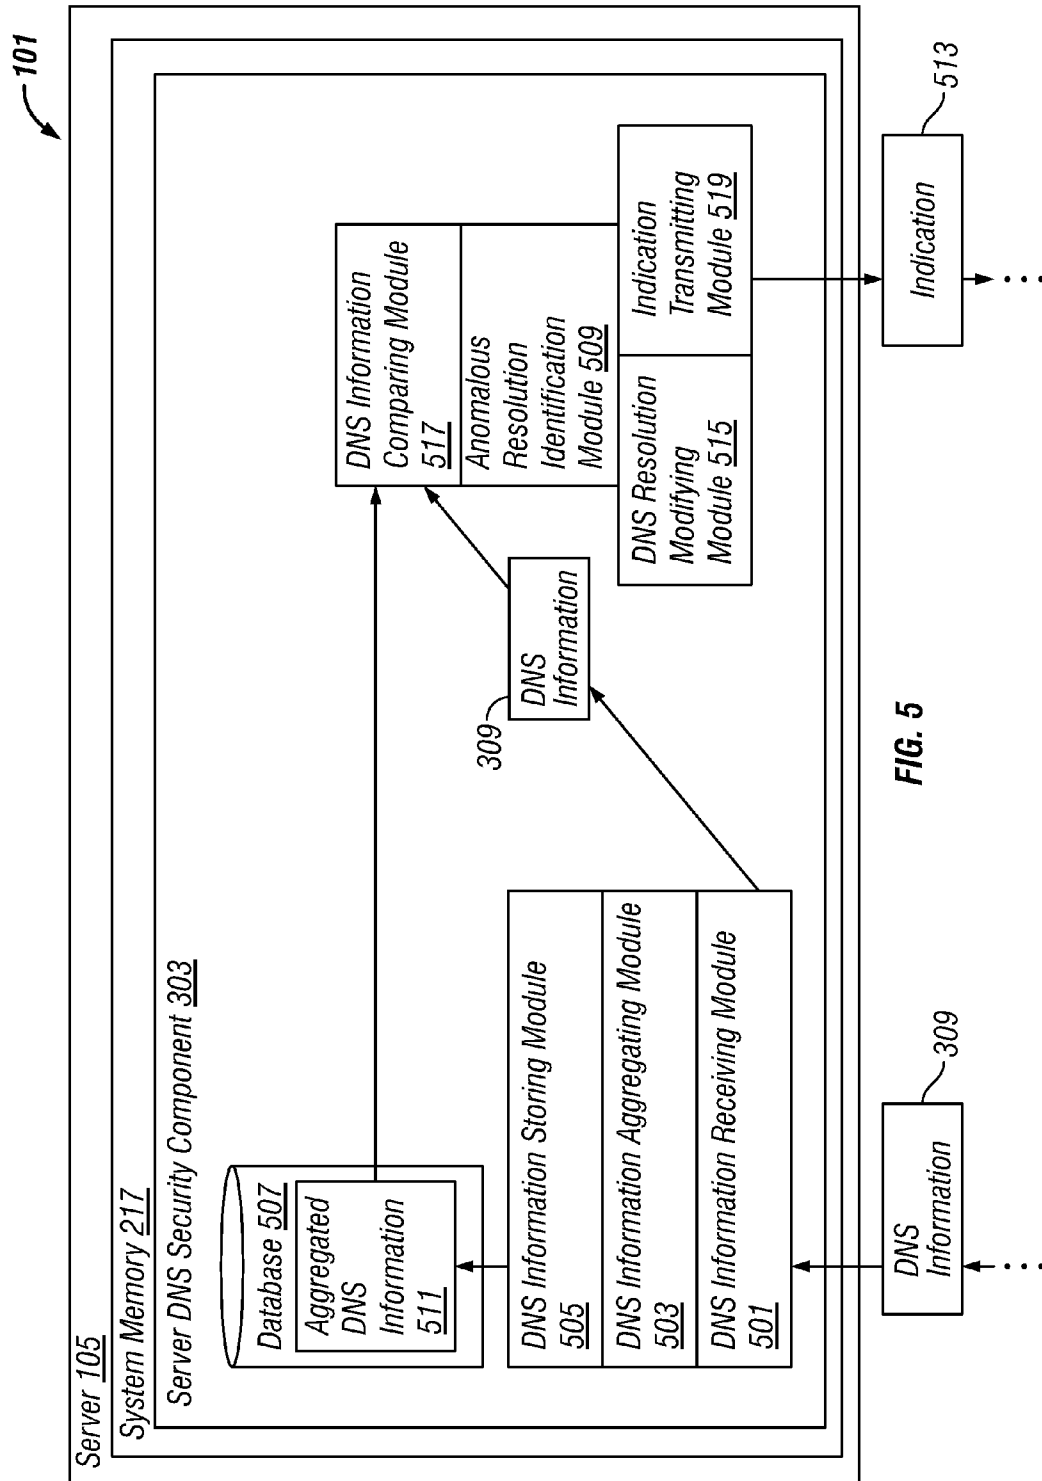 101
Server 105
System Memory 217
Server DNS Security Component 303
Database 507
Aggregated
DNS
Information
511
DNS Information Storing Module
505
DNS Information Aggregating Module
503
DNS Information Receiving Module
501
309
DNS
Information
DNS Information
Comparing Module
517
Anomalous
Resolution
Identification
Module 509
DNS Resolution
Modifying
Module 515
Indication
Transmitting
Module 519
DNS
Information
309
Indication
513
FIG. 5